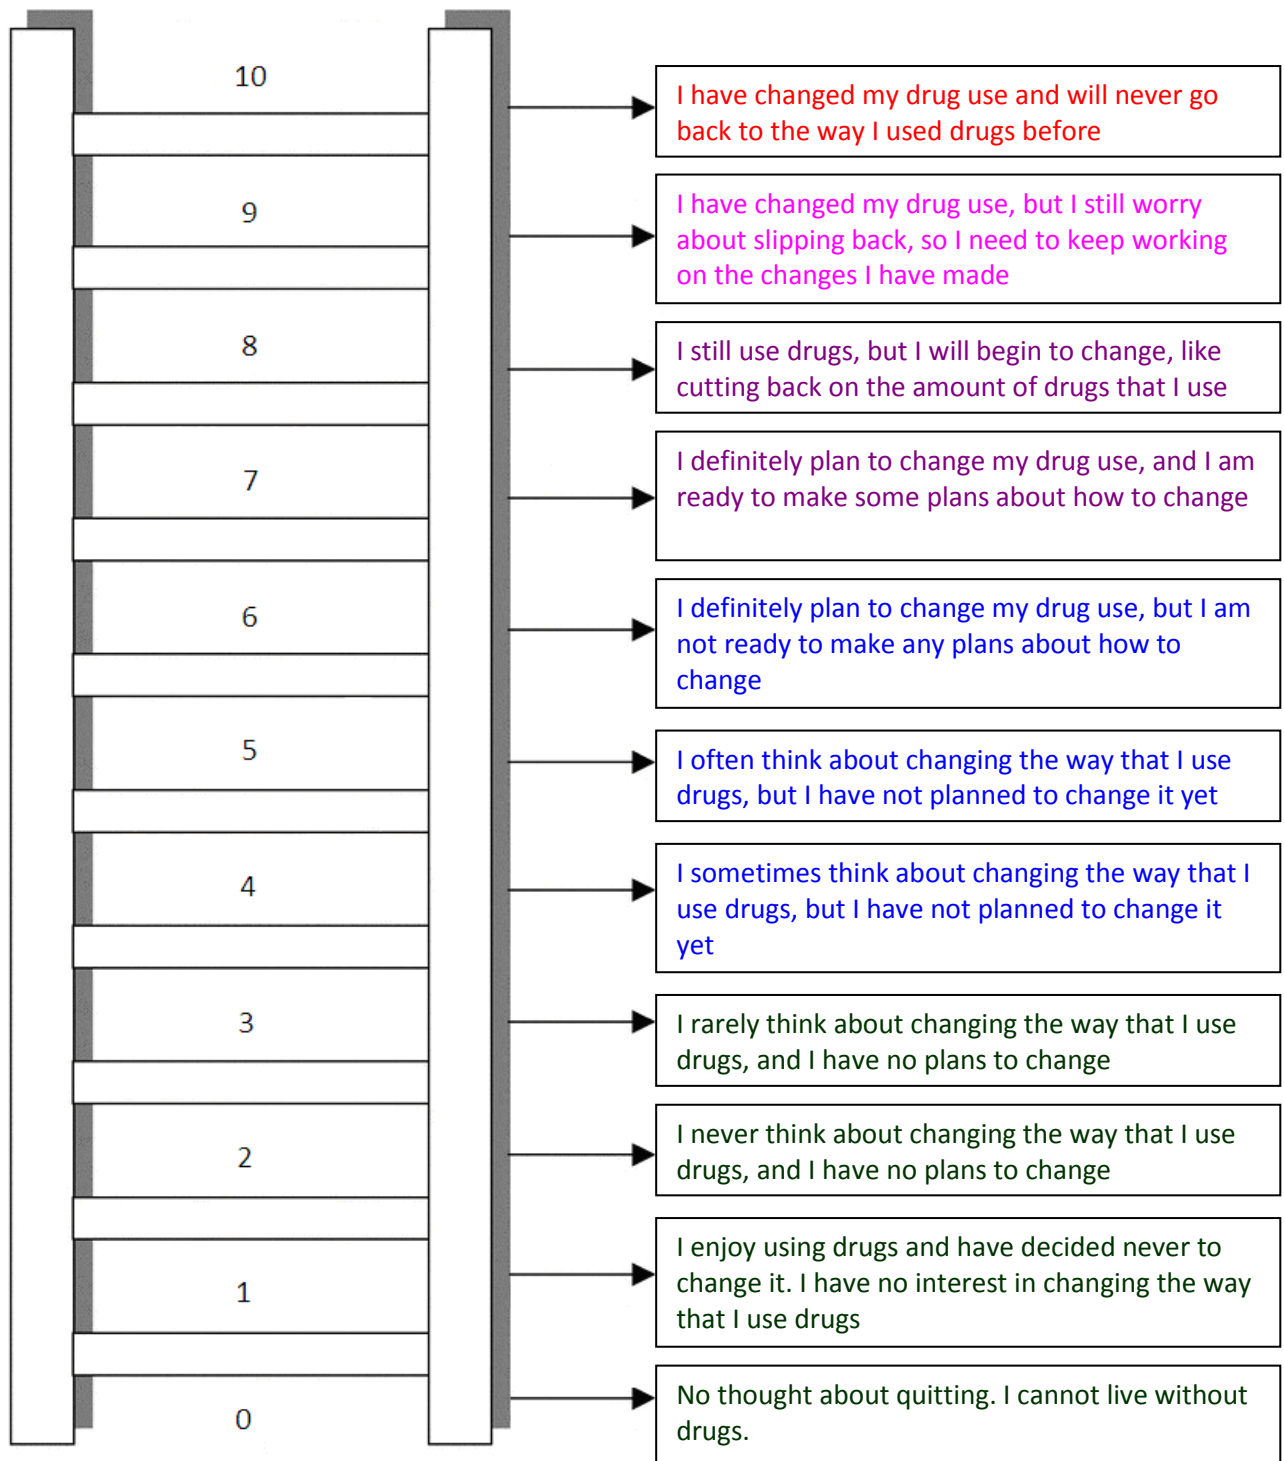 10
I have changed my drug use and will never go
back to the way I used drugs before
9
I have changed my drug use, but I still worry
about slipping back, so I need to keep working
on the changes I have made
8
I still use drugs, but I will begin to change, like
cutting back on the amount of drugs that I use
7
I definitely plan to change my drug use, and I am
ready to make some plans about how to change
6
I definitely plan to change my drug use, but I am
not ready to make any plans about how to
change
5
I often think about changing the way that I use
drugs, but I have not planned to change it yet
4
I sometimes think about changing the way that I
use drugs, but I have not planned to change it
yet
3
I rarely think about changing the way that I use
drugs, and I have no plans to change
2
I never think about changing the way that I use
drugs, and I have no plans to change
1
I enjoy using drugs and have decided never to
change it. I have no interest in changing the way
that I use drugs
0
No thought about quitting. I cannot live without
drugs.